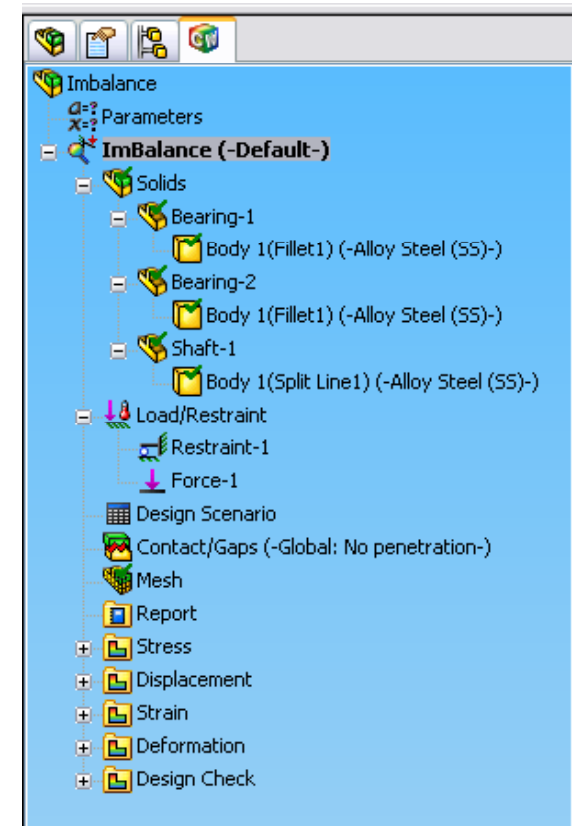 Imbalance
a=?
x=? Parameters
ImBalance (-Default-)
Solids
Bearing-1
Body 1(Fillet1) (-Alloy Steel (SS)-)
Bearing-2
Body 1(Fillet1) (-Alloy Steel (SS)-)
Shaft-1
Body 1(Split Line1) (-Alloy Steel (SS)-)
Load/Restraint
Restraint-1
Force-1
Design Scenario
Contact/Gaps (-Global: No penetration-)
Mesh
Report
Stress
Displacement
Strain
Deformation
Design Check